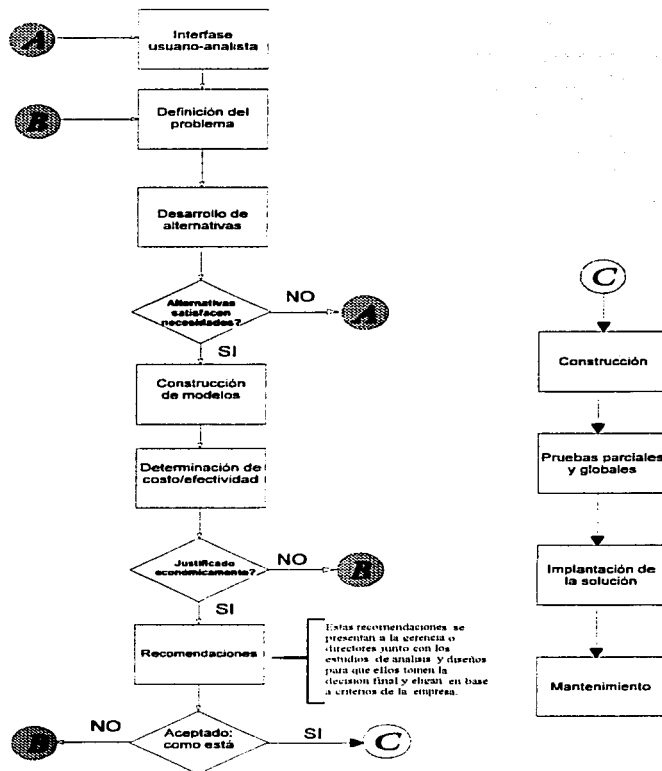 A
Interfase
usuario-analista
B
Definición del
problema
Desarrollo de
alternativas
Alternativas
satisfacen
necesidades?
NO
A
SI
Construcción
de modelos
Determinación de
costo/efectividad
Justificado
económicamente?
NO
B
SI
Recomendaciones
Estas recomendaciones se
presentan a la gerencia o
directores junto con los
estudios de analisis y diseños
para que ellos tomen la
decision final y elijan en base
a criterios de la empresa.
B
NO
Aceptado:
como está
SI
C
C
Construcción
Pruebas parciales
y globales
Implantación de
la solución
Mantenimiento